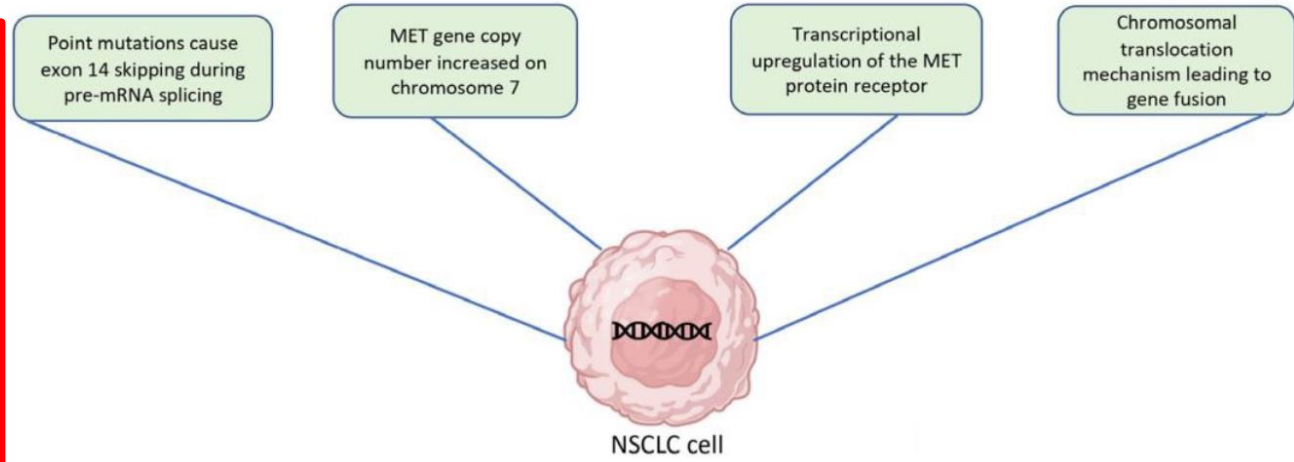 Point mutations cause
exon 14 skipping during
pre-mRNA splicing
MET gene copy
number increased on
chromosome 7
Transcriptional
upregulation of the MET
protein receptor
Chromosomal
translocation
mechanism leading to
gene fusion
NSCLC cell